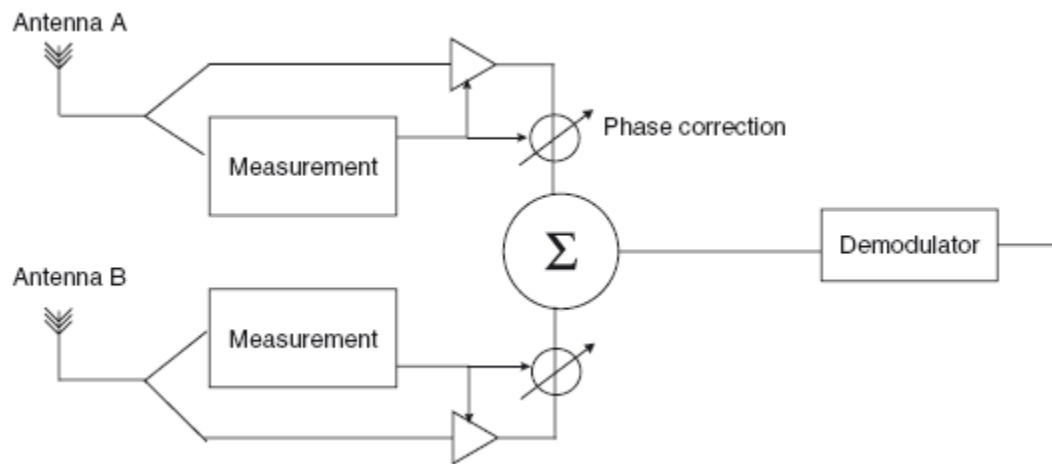 Antenna A
Phase correction
Measurement
Σ
Demodulator
Antenna B
Measurement